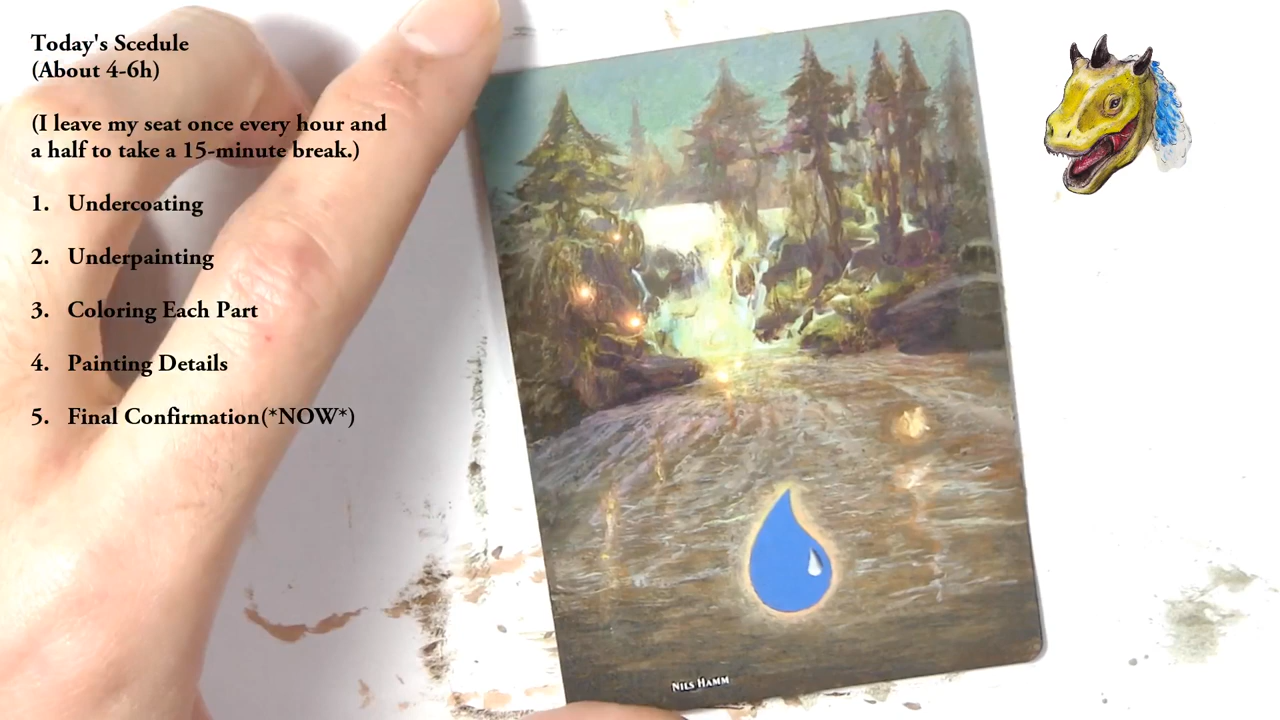 Today's Scedule
(About 4-6h)
(I leave my seat once every hour and
a half to take a 15-minute break.)
1. Undercoating
2. Underpainting
3. Coloring Each Part
4. Painting Details
5. Final Confirmation(*NOW*)
Nils Hamm